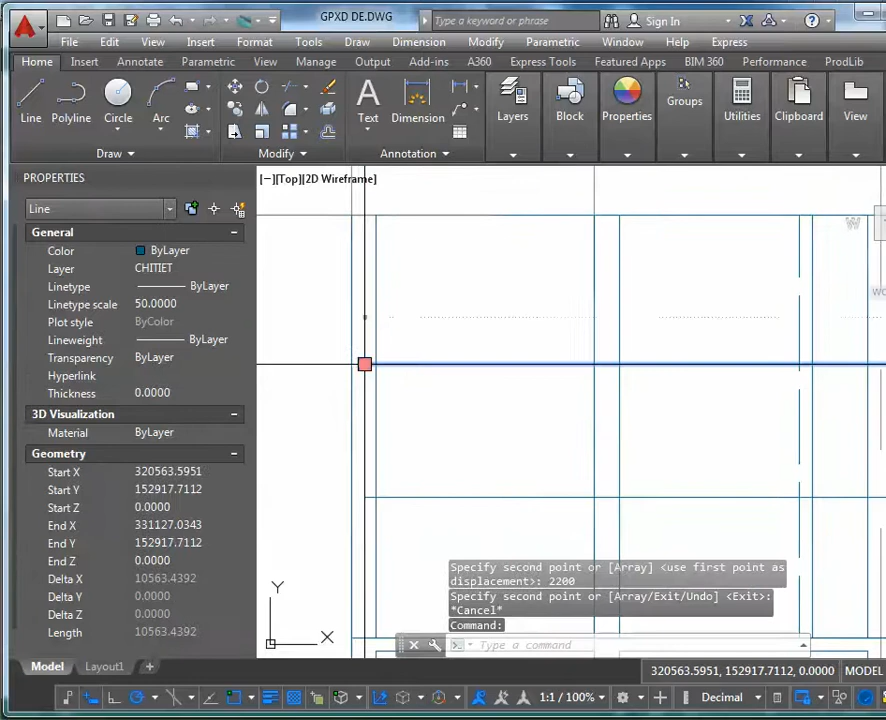 GPXD DE.DWG
Type a keyword or phrase
Sign In
File Edit View Insert Format Tools Draw Dimension Modify Parametric Window Help Express
Home Insert Annotate Parametric View Manage Output Add-ins A360 Express Tools Featured Apps BIM 360 Performance ProdLib
Line Polyline Circle Arc Text Dimension Layers Block Properties Groups Utilities Clipboard View
Draw Modify Annotation
PROPERTIES
[−][Top][2D Wireframe]
Line
General
Color ByLayer
Layer CHITIET
Linetype ByLayer
Linetype scale 50.0000
Plot style ByColor
Lineweight ByLayer
Transparency ByLayer
Hyperlink
Thickness 0.0000
3D Visualization
Material ByLayer
Geometry
Start X 320563.5951
Start Y 152917.7112
Start Z 0.0000
End X 331127.0343
End Y 152917.7112
End Z 0.0000
Delta X 10563.4392
Delta Y 0.0000
Delta Z 0.0000
Length 10563.4392
W
Specify second point or [Array] <use first point as
displacement>: 2200
Specify second point or [Array/Exit/Undo] <Exit>:
*Cancel*
Command:
Type a command
Y
X
Model Layout1
320563.5951, 152917.7112, 0.0000 MODEL
1:1 / 100% Decimal